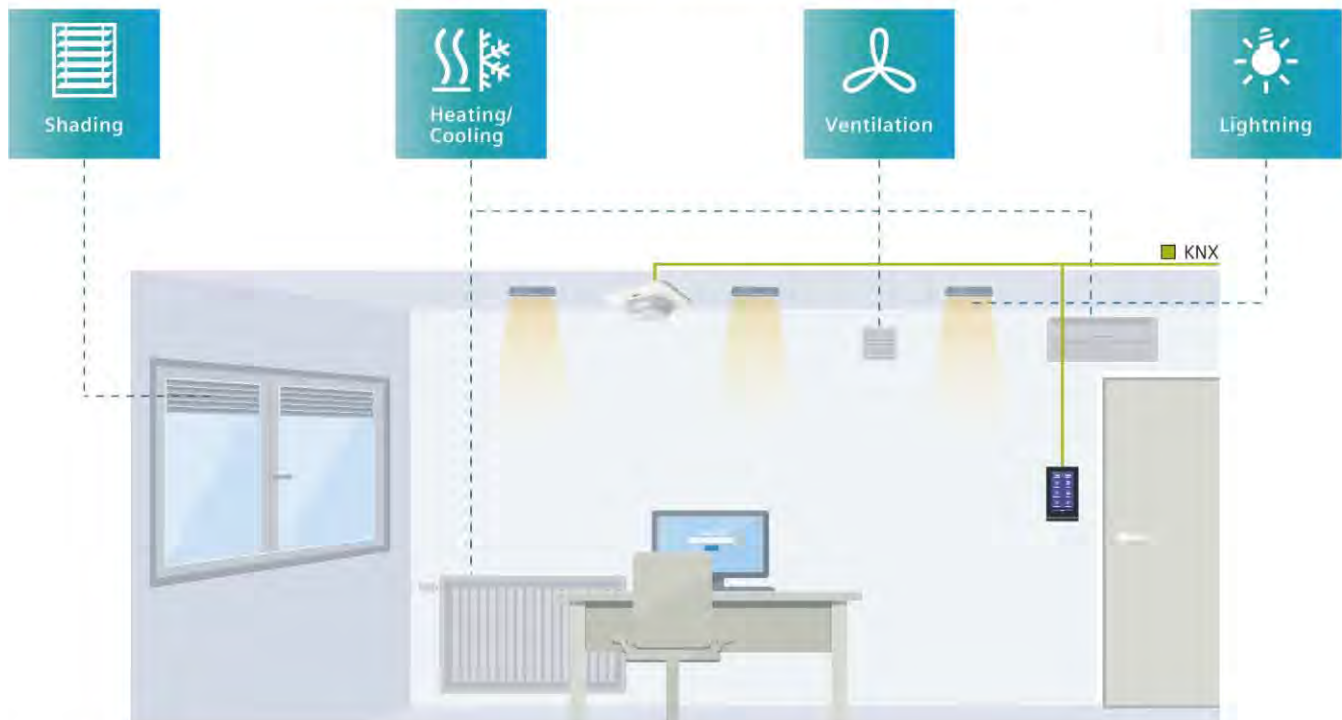 Shading
Heating/
Cooling
Ventilation
Lightning
KNX